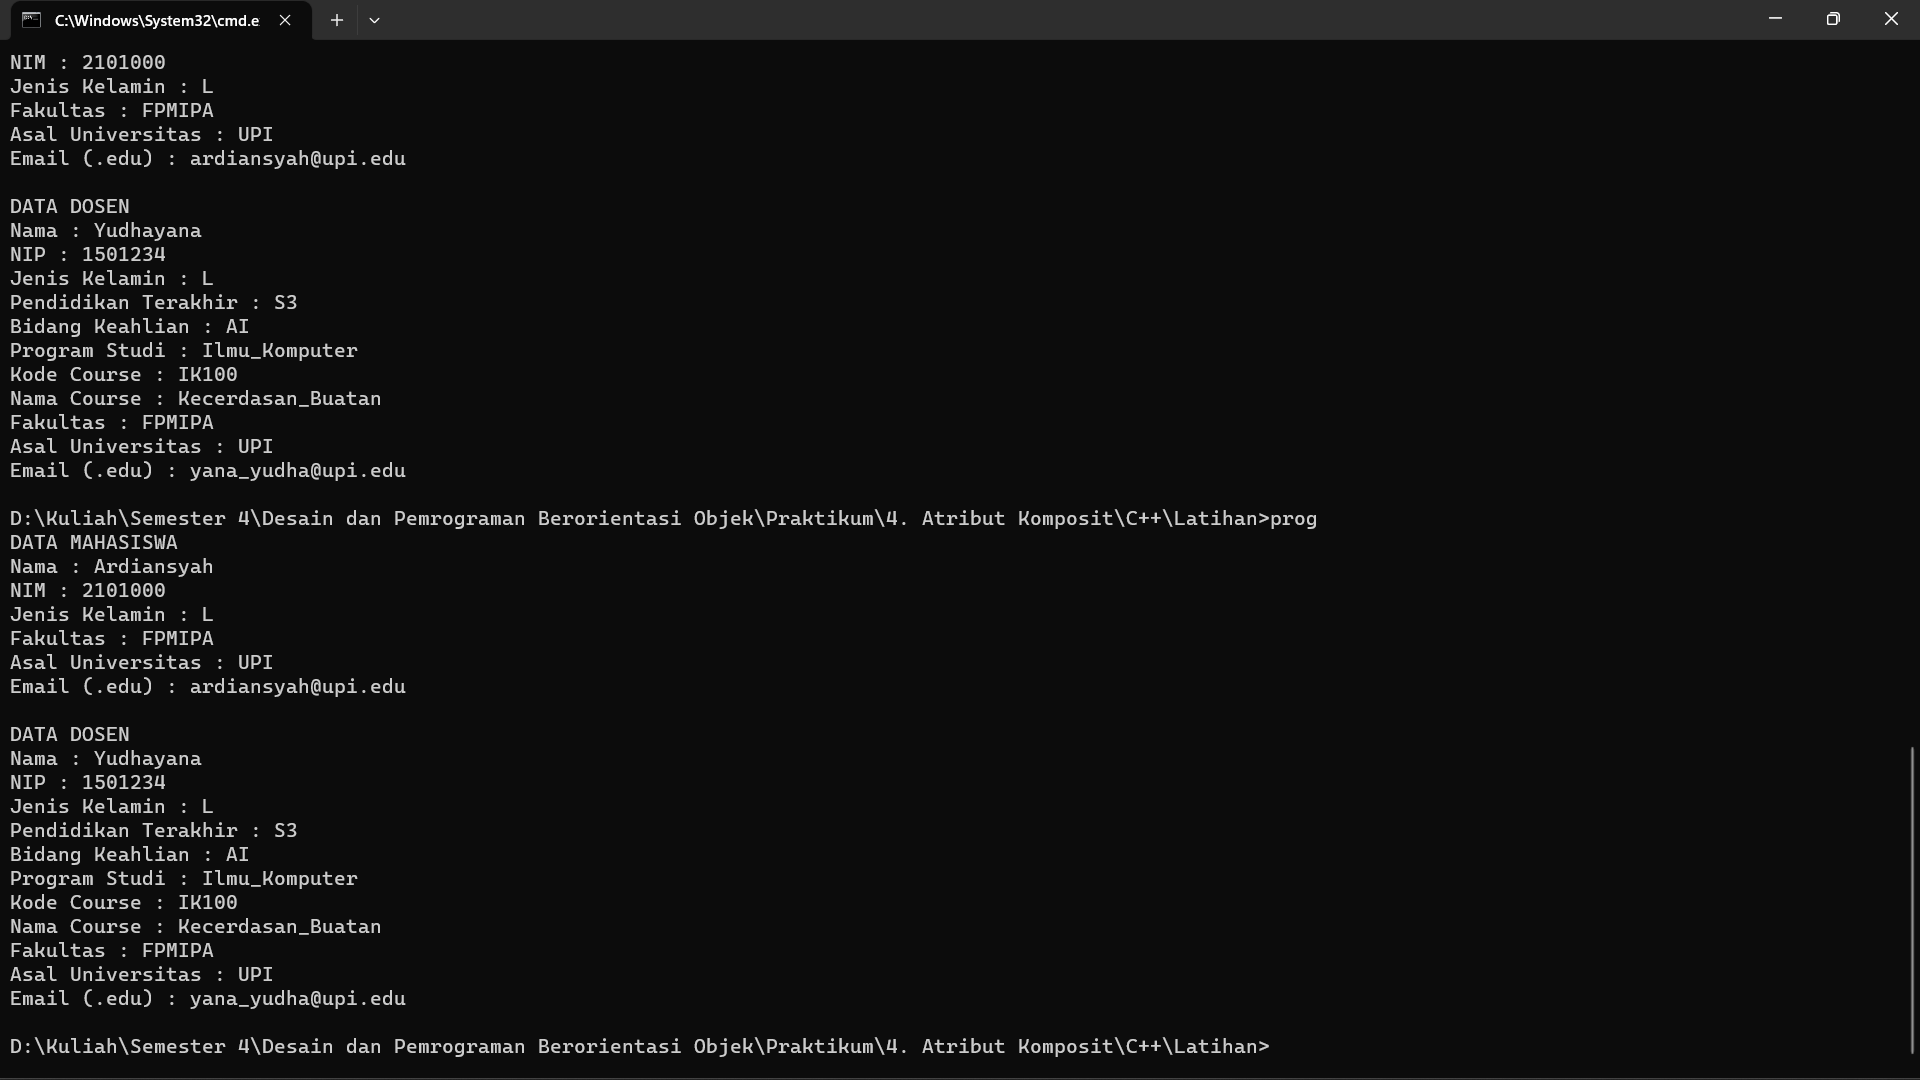 C:\Windows\System32\cmd.e
NIM : 2101000
Jenis Kelamin : L
Fakultas : FPMIPA
Asal Universitas : UPI
Email (.edu) : ardiansyah@upi.edu
DATA DOSEN
Nama : Yudhayana
NIP : 1501234
Jenis Kelamin : L
Pendidikan Terakhir : S3
Bidang Keahlian : AI
Program Studi : Ilmu_Komputer
Kode Course : IK100
Nama Course : Kecerdasan_Buatan
Fakultas : FPMIPA
Asal Universitas : UPI
Email (.edu) : yana_yudha@upi.edu
D:\Kuliah\Semester 4\Desain dan Pemrograman Berorientasi Objek\Praktikum\4. Atribut Komposit\C++\Latihan>prog
DATA MAHASISWA
Nama : Ardiansyah
NIM : 2101000
Jenis Kelamin : L
Fakultas : FPMIPA
Asal Universitas : UPI
Email (.edu) : ardiansyah@upi.edu
DATA DOSEN
Nama : Yudhayana
NIP : 1501234
Jenis Kelamin : L
Pendidikan Terakhir : S3
Bidang Keahlian : AI
Program Studi : Ilmu_Komputer
Kode Course : IK100
Nama Course : Kecerdasan_Buatan
Fakultas : FPMIPA
Asal Universitas : UPI
Email (.edu) : yana_yudha@upi.edu
D:\Kuliah\Semester 4\Desain dan Pemrograman Berorientasi Objek\Praktikum\4. Atribut Komposit\C++\Latihan>